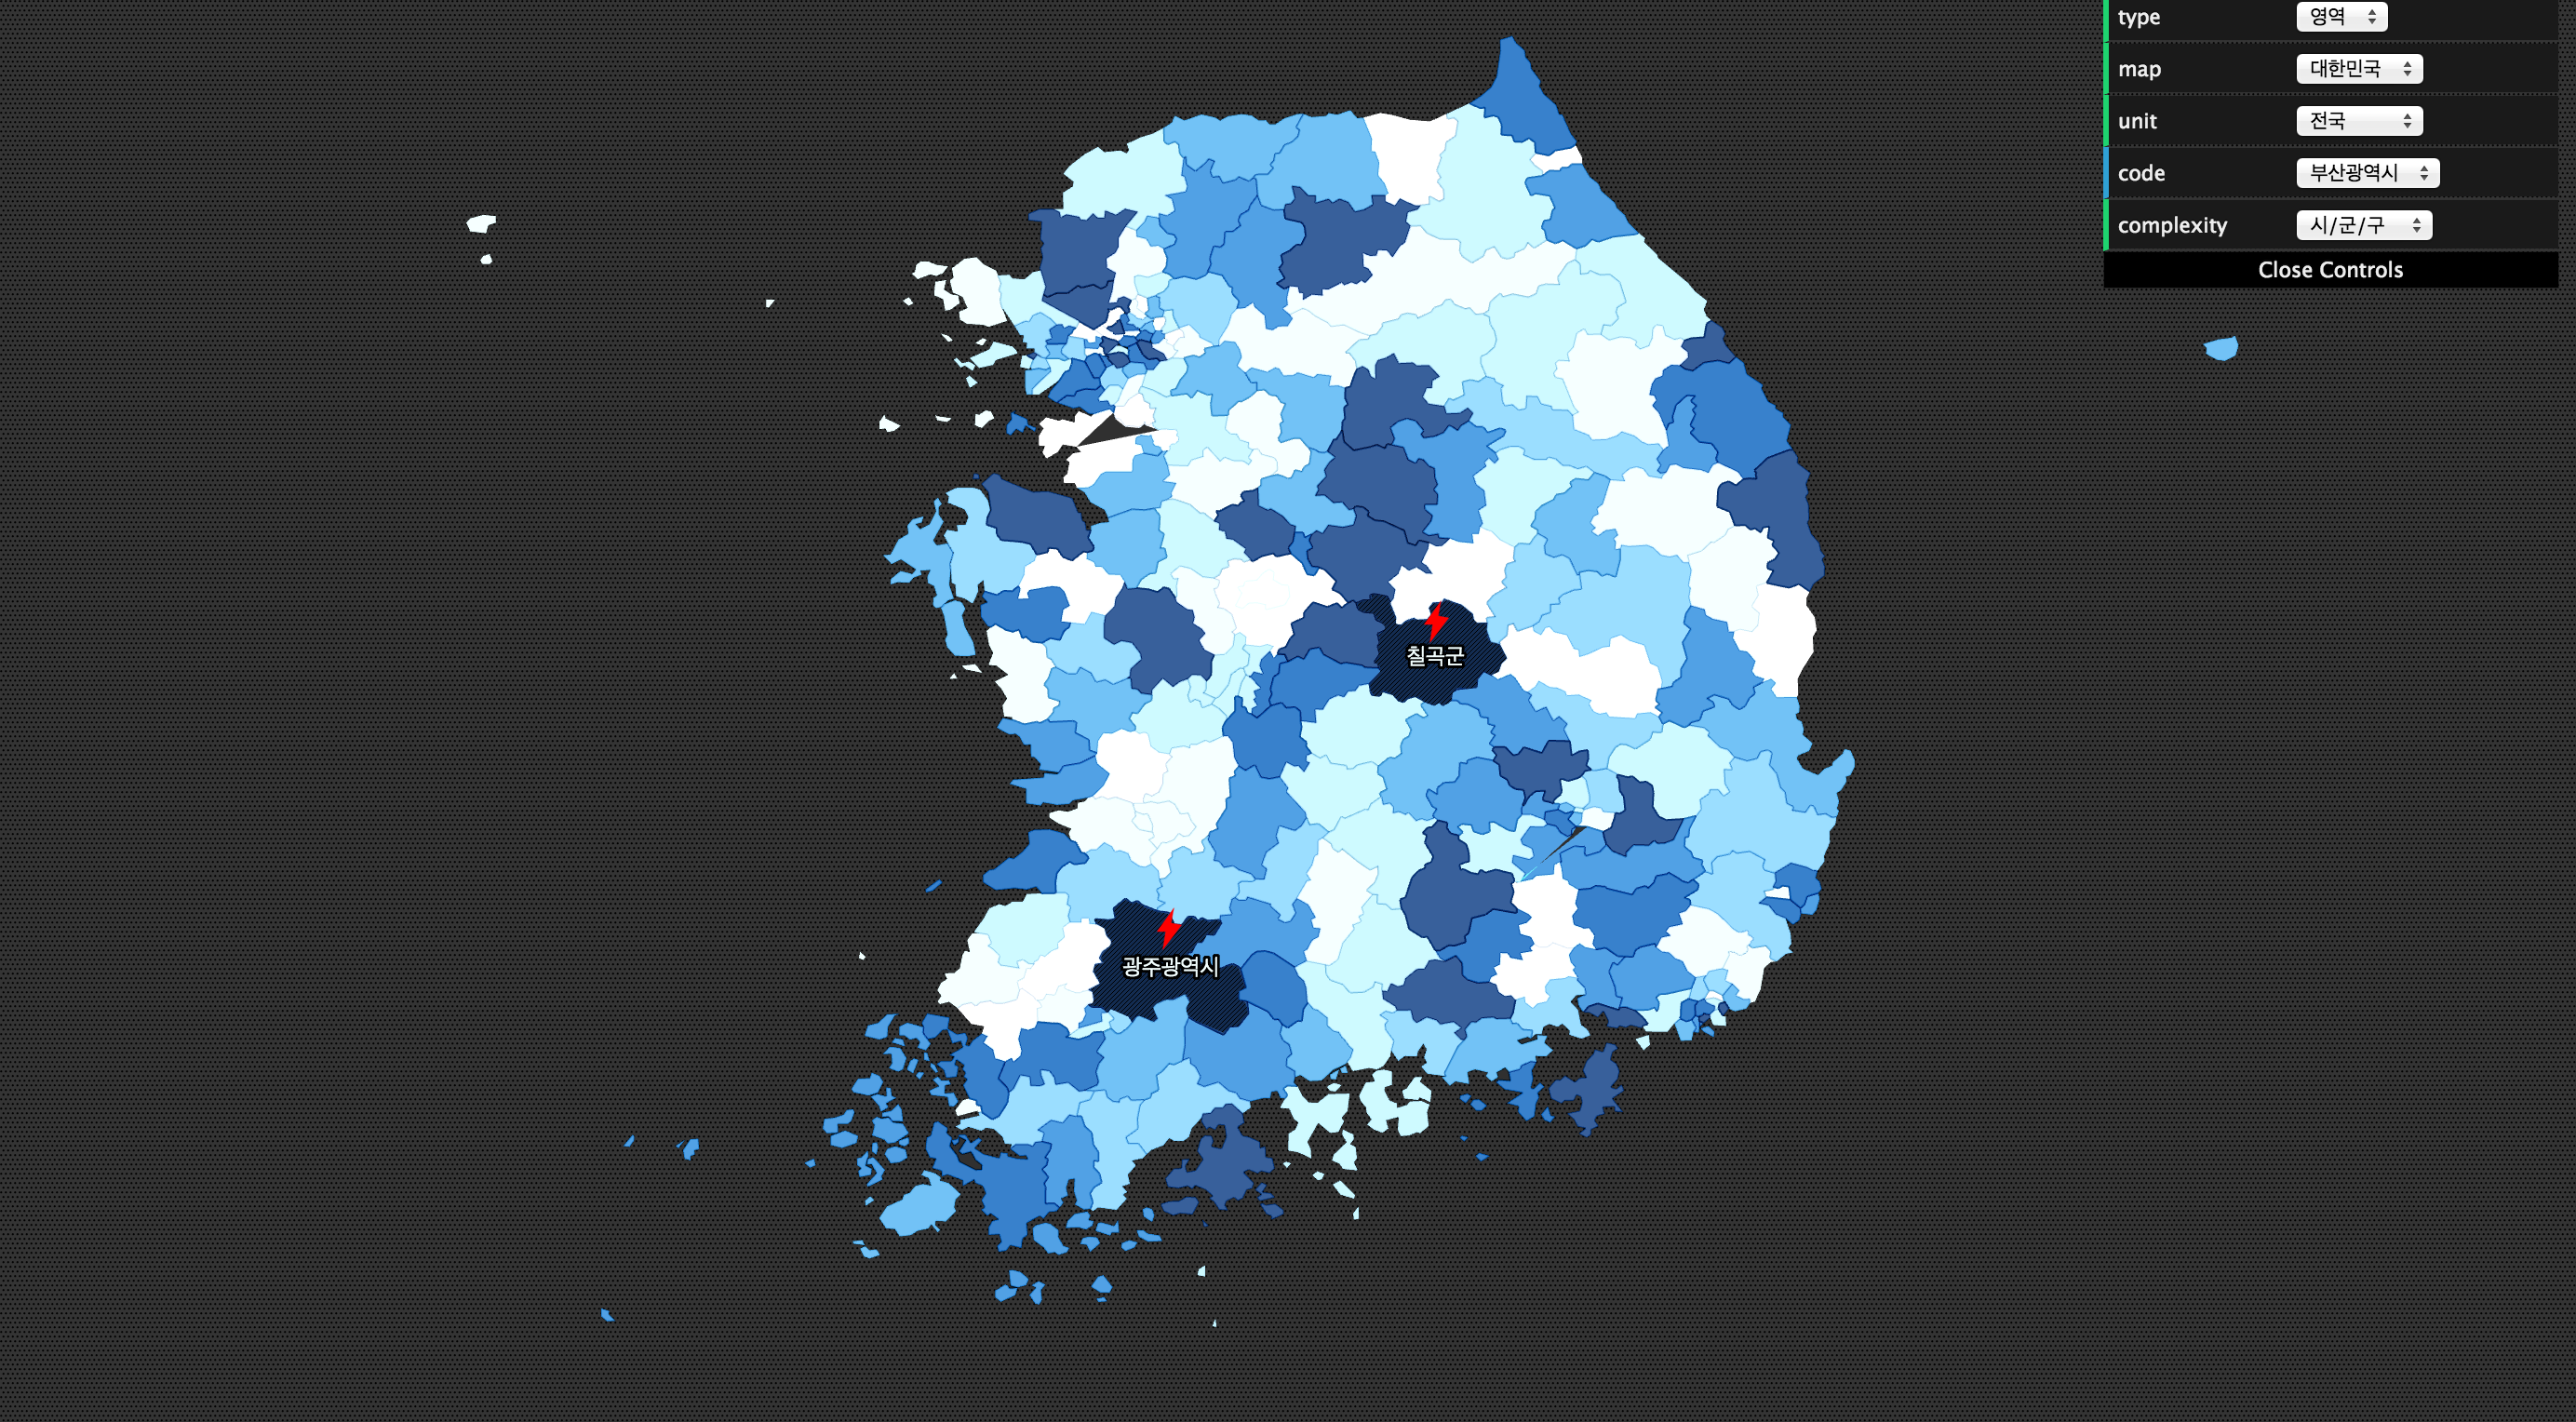 type 영역
map 대한민국
unit 전국
code 부산광역시
complexity 시/군/구
Close Controls
칠곡군
광주광역시